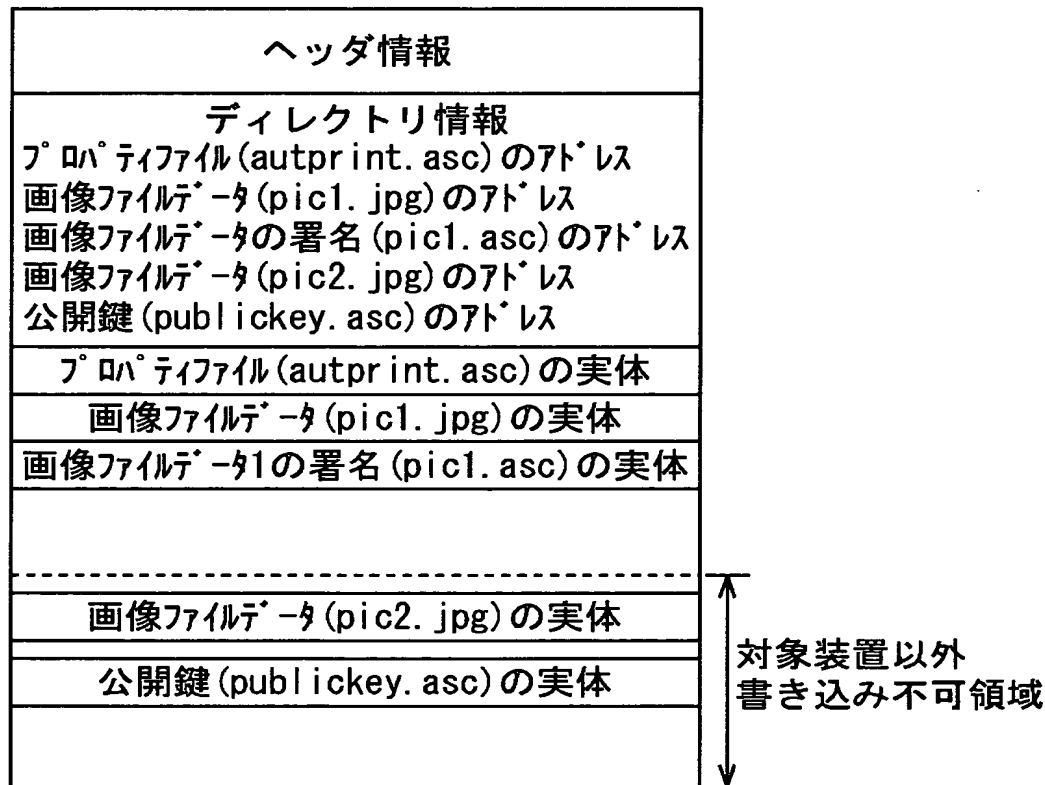 ヘッダ情報
ディレクトリ情報
プロパティファイル(autprint.asc)のアドレス
画像ファイルデータ(pic1.jpg)のアドレス
画像ファイルデータの署名(pic1.asc)のアドレス
画像ファイルデータ(pic2.jpg)のアドレス
公開鍵(publickey.asc)のアドレス
プロパティファイル(autprint.asc)の実体
画像ファイルデータ(pic1.jpg)の実体
画像ファイルデータ1の署名(pic1.asc)の実体
画像ファイルデータ(pic2.jpg)の実体
公開鍵(publickey.asc)の実体
対象装置以外
書き込み不可領域